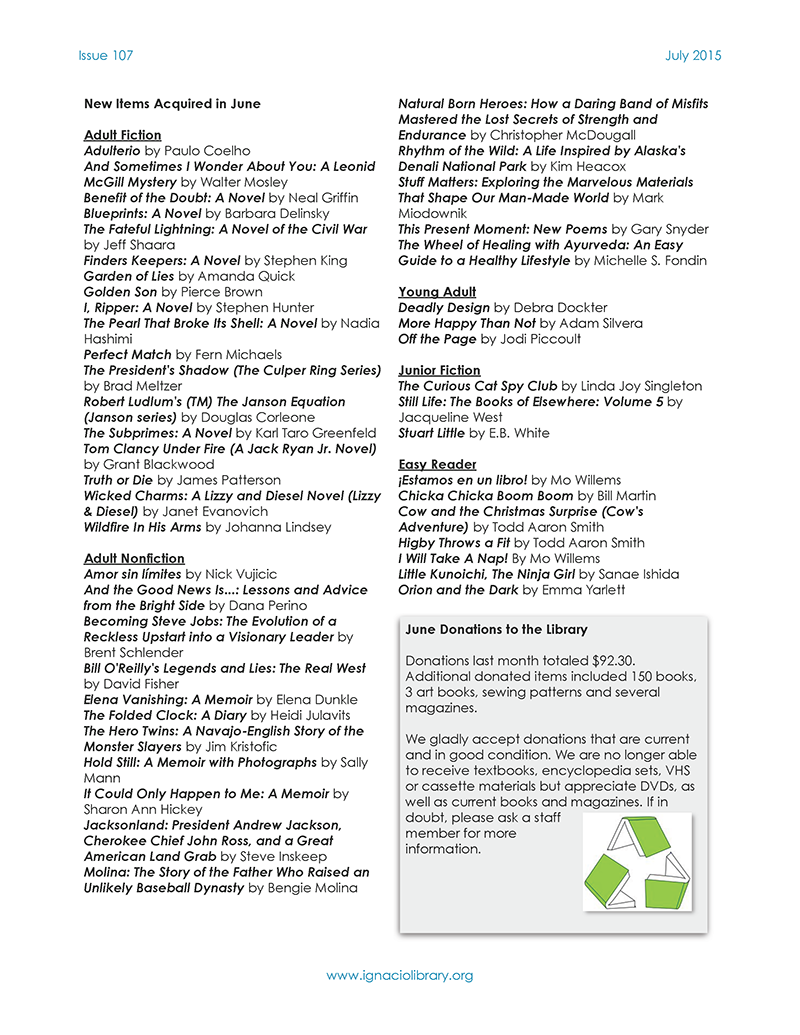 Issue 107
July 2015
New Items Acquired in June
Adult Fiction
Adulterio by Paulo Coelho
And Sometimes I Wonder About You: A Leonid
McGill Mystery by Walter Mosley
Benefit of the Doubt: A Novel by Neal Griffin
Blueprints: A Novel by Barbara Delinsky
The Fateful Lightning: A Novel of the Civil War
by Jeff Shaara
Finders Keepers: A Novel by Stephen King
Garden of Lies by Amanda Quick
Golden Son by Pierce Brown
I, Ripper: A Novel by Stephen Hunter
The Pearl That Broke Its Shell: A Novel by Nadia
Hashimi
Perfect Match by Fern Michaels
The President's Shadow (The Culper Ring Series)
by Brad Meltzer
Robert Ludlum's (TM) The Janson Equation
(Janson series) by Douglas Corleone
The Subprimes: A Novel by Karl Taro Greenfeld
Tom Clancy Under Fire (A Jack Ryan Jr. Novel)
by Grant Blackwood
Truth or Die by James Patterson
Wicked Charms: A Lizzy and Diesel Novel (Lizzy
& Diesel) by Janet Evanovich
Wildfire In His Arms by Johanna Lindsey
Adult Nonfiction
Amor sin límites by Nick Vujicic
And the Good News Is...: Lessons and Advice
from the Bright Side by Dana Perino
Becoming Steve Jobs: The Evolution of a
Reckless Upstart into a Visionary Leader by
Brent Schlender
Bill O'Reilly's Legends and Lies: The Real West
by David Fisher
Elena Vanishing: A Memoir by Elena Dunkle
The Folded Clock: A Diary by Heidi Julavits
The Hero Twins: A Navajo-English Story of the
Monster Slayers by Jim Kristofic
Hold Still: A Memoir with Photographs by Sally
Mann
It Could Only Happen to Me: A Memoir by
Sharon Ann Hickey
Jacksonland: President Andrew Jackson,
Cherokee Chief John Ross, and a Great
American Land Grab by Steve Inskeep
Molina: The Story of the Father Who Raised an
Unlikely Baseball Dynasty by Bengie Molina
Natural Born Heroes: How a Daring Band of Misfits
Mastered the Lost Secrets of Strength and
Endurance by Christopher McDougall
Rhythm of the Wild: A Life Inspired by Alaska's
Denali National Park by Kim Heacox
Stuff Matters: Exploring the Marvelous Materials
That Shape Our Man-Made World by Mark
Miodownik
This Present Moment: New Poems by Gary Snyder
The Wheel of Healing with Ayurveda: An Easy
Guide to a Healthy Lifestyle by Michelle S. Fondin
Young Adult
Deadly Design by Debra Dockter
More Happy Than Not by Adam Silvera
Off the Page by Jodi Piccoult
Junior Fiction
The Curious Cat Spy Club by Linda Joy Singleton
Still Life: The Books of Elsewhere: Volume 5 by
Jacqueline West
Stuart Little by E.B. White
Easy Reader
¡Estamos en un libro! by Mo Willems
Chicka Chicka Boom Boom by Bill Martin
Cow and the Christmas Surprise (Cow's
Adventure) by Todd Aaron Smith
Higby Throws a Fit by Todd Aaron Smith
I Will Take A Nap! By Mo Willems
Little Kunoichi, The Ninja Girl by Sanae Ishida
Orion and the Dark by Emma Yarlett
June Donations to the Library
Donations last month totaled $92.30.
Additional donated items included 150 books,
3 art books, sewing patterns and several
magazines.
We gladly accept donations that are current
and in good condition. We are no longer able
to receive textbooks, encyclopedia sets, VHS
or cassette materials but appreciate DVDs, as
well as current books and magazines. If in
doubt, please ask a staff
member for more
information.
www.ignaciolibrary.org